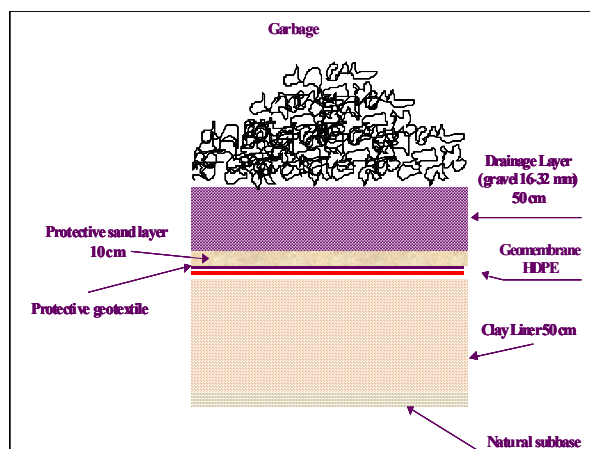 Garbage
Drainage Layer
(gravel 16-32 mm)
50 cm
Protective sand layer
10 cm
Geomembrane
HDPE
Protective geotextile
Clay Liner 50 cm
Natural subbase